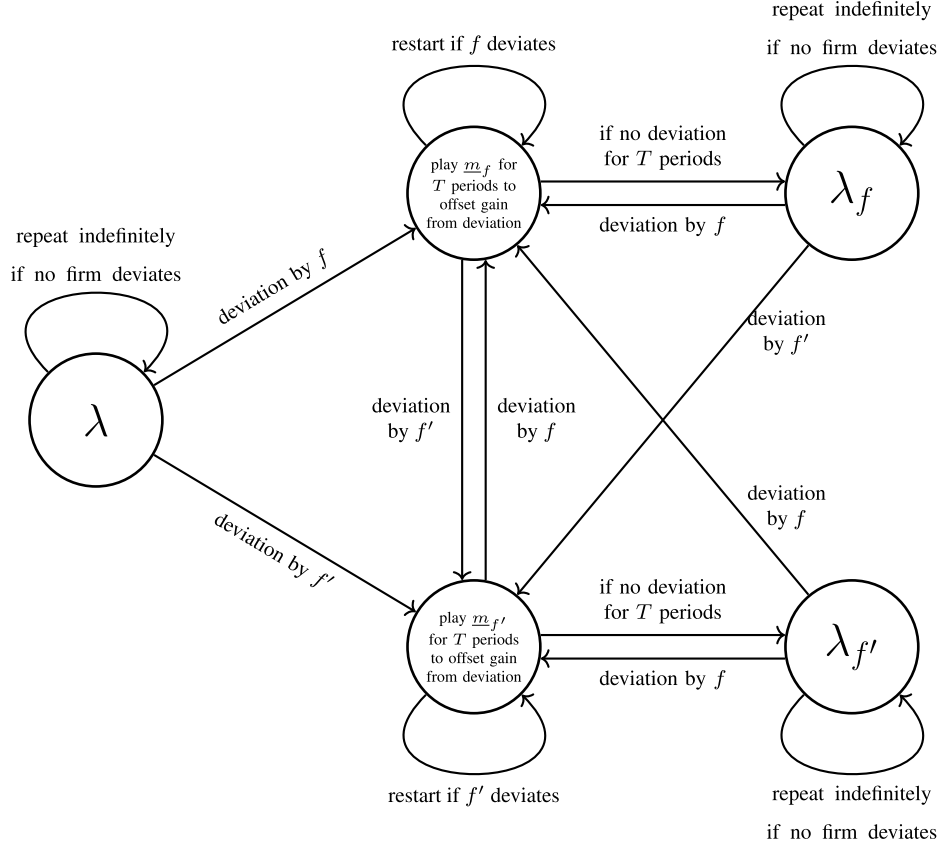 repeat indefinitely
if no firm deviates
restart if f deviates
play m̲_f for
T periods to
offset gain
from deviation
if no deviation
for T periods
λ_f
deviation by f
repeat indefinitely
if no firm deviates
deviation by f
λ
deviation by f′
deviation
by f′
deviation
by f
deviation
by f′
deviation
by f
play m̲_f′
for T periods
to offset gain
from deviation
if no deviation
for T periods
λ_f′
deviation by f
restart if f′ deviates
repeat indefinitely
if no firm deviates